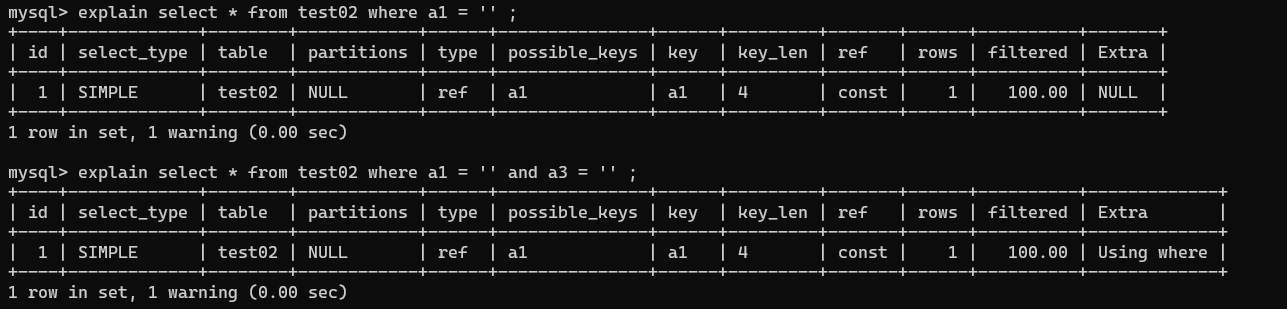 mysql> explain select * from test02 where a1 = '' ;
+----+-------------+--------+------------+------+---------------+------+---------+-------+------+----------+-------+
| id | select_type | table  | partitions | type | possible_keys | key  | key_len | ref   | rows | filtered | Extra |
+----+-------------+--------+------------+------+---------------+------+---------+-------+------+----------+-------+
|  1 | SIMPLE      | test02 | NULL       | ref  | a1            | a1   | 4       | const |    1 |   100.00 | NULL  |
+----+-------------+--------+------------+------+---------------+------+---------+-------+------+----------+-------+
1 row in set, 1 warning (0.00 sec)

mysql> explain select * from test02 where a1 = '' and a3 = '' ;
+----+-------------+--------+------------+------+---------------+------+---------+-------+------+----------+-------------+
| id | select_type | table  | partitions | type | possible_keys | key  | key_len | ref   | rows | filtered | Extra       |
+----+-------------+--------+------------+------+---------------+------+---------+-------+------+----------+-------------+
|  1 | SIMPLE      | test02 | NULL       | ref  | a1            | a1   | 4       | const |    1 |   100.00 | Using where |
+----+-------------+--------+------------+------+---------------+------+---------+-------+------+----------+-------------+
1 row in set, 1 warning (0.00 sec)